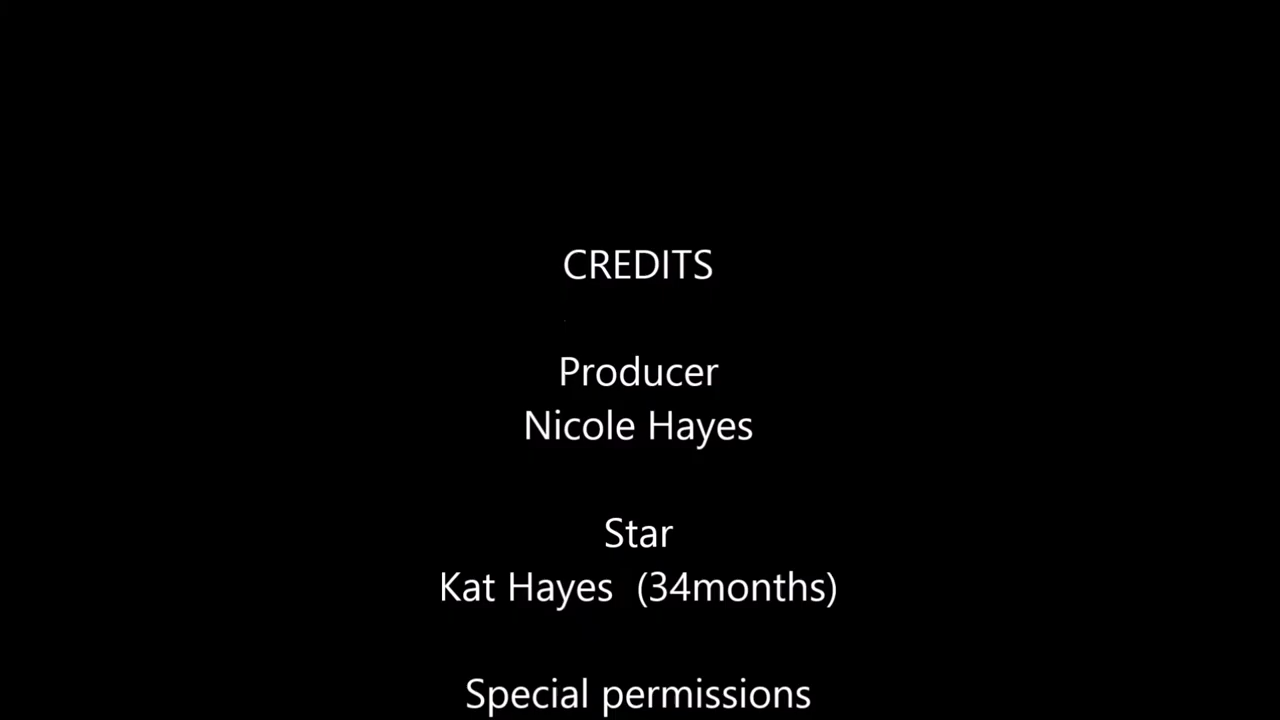 CREDITS
Producer
Nicole Hayes
Star
Kat Hayes  (34months)
Special permissions